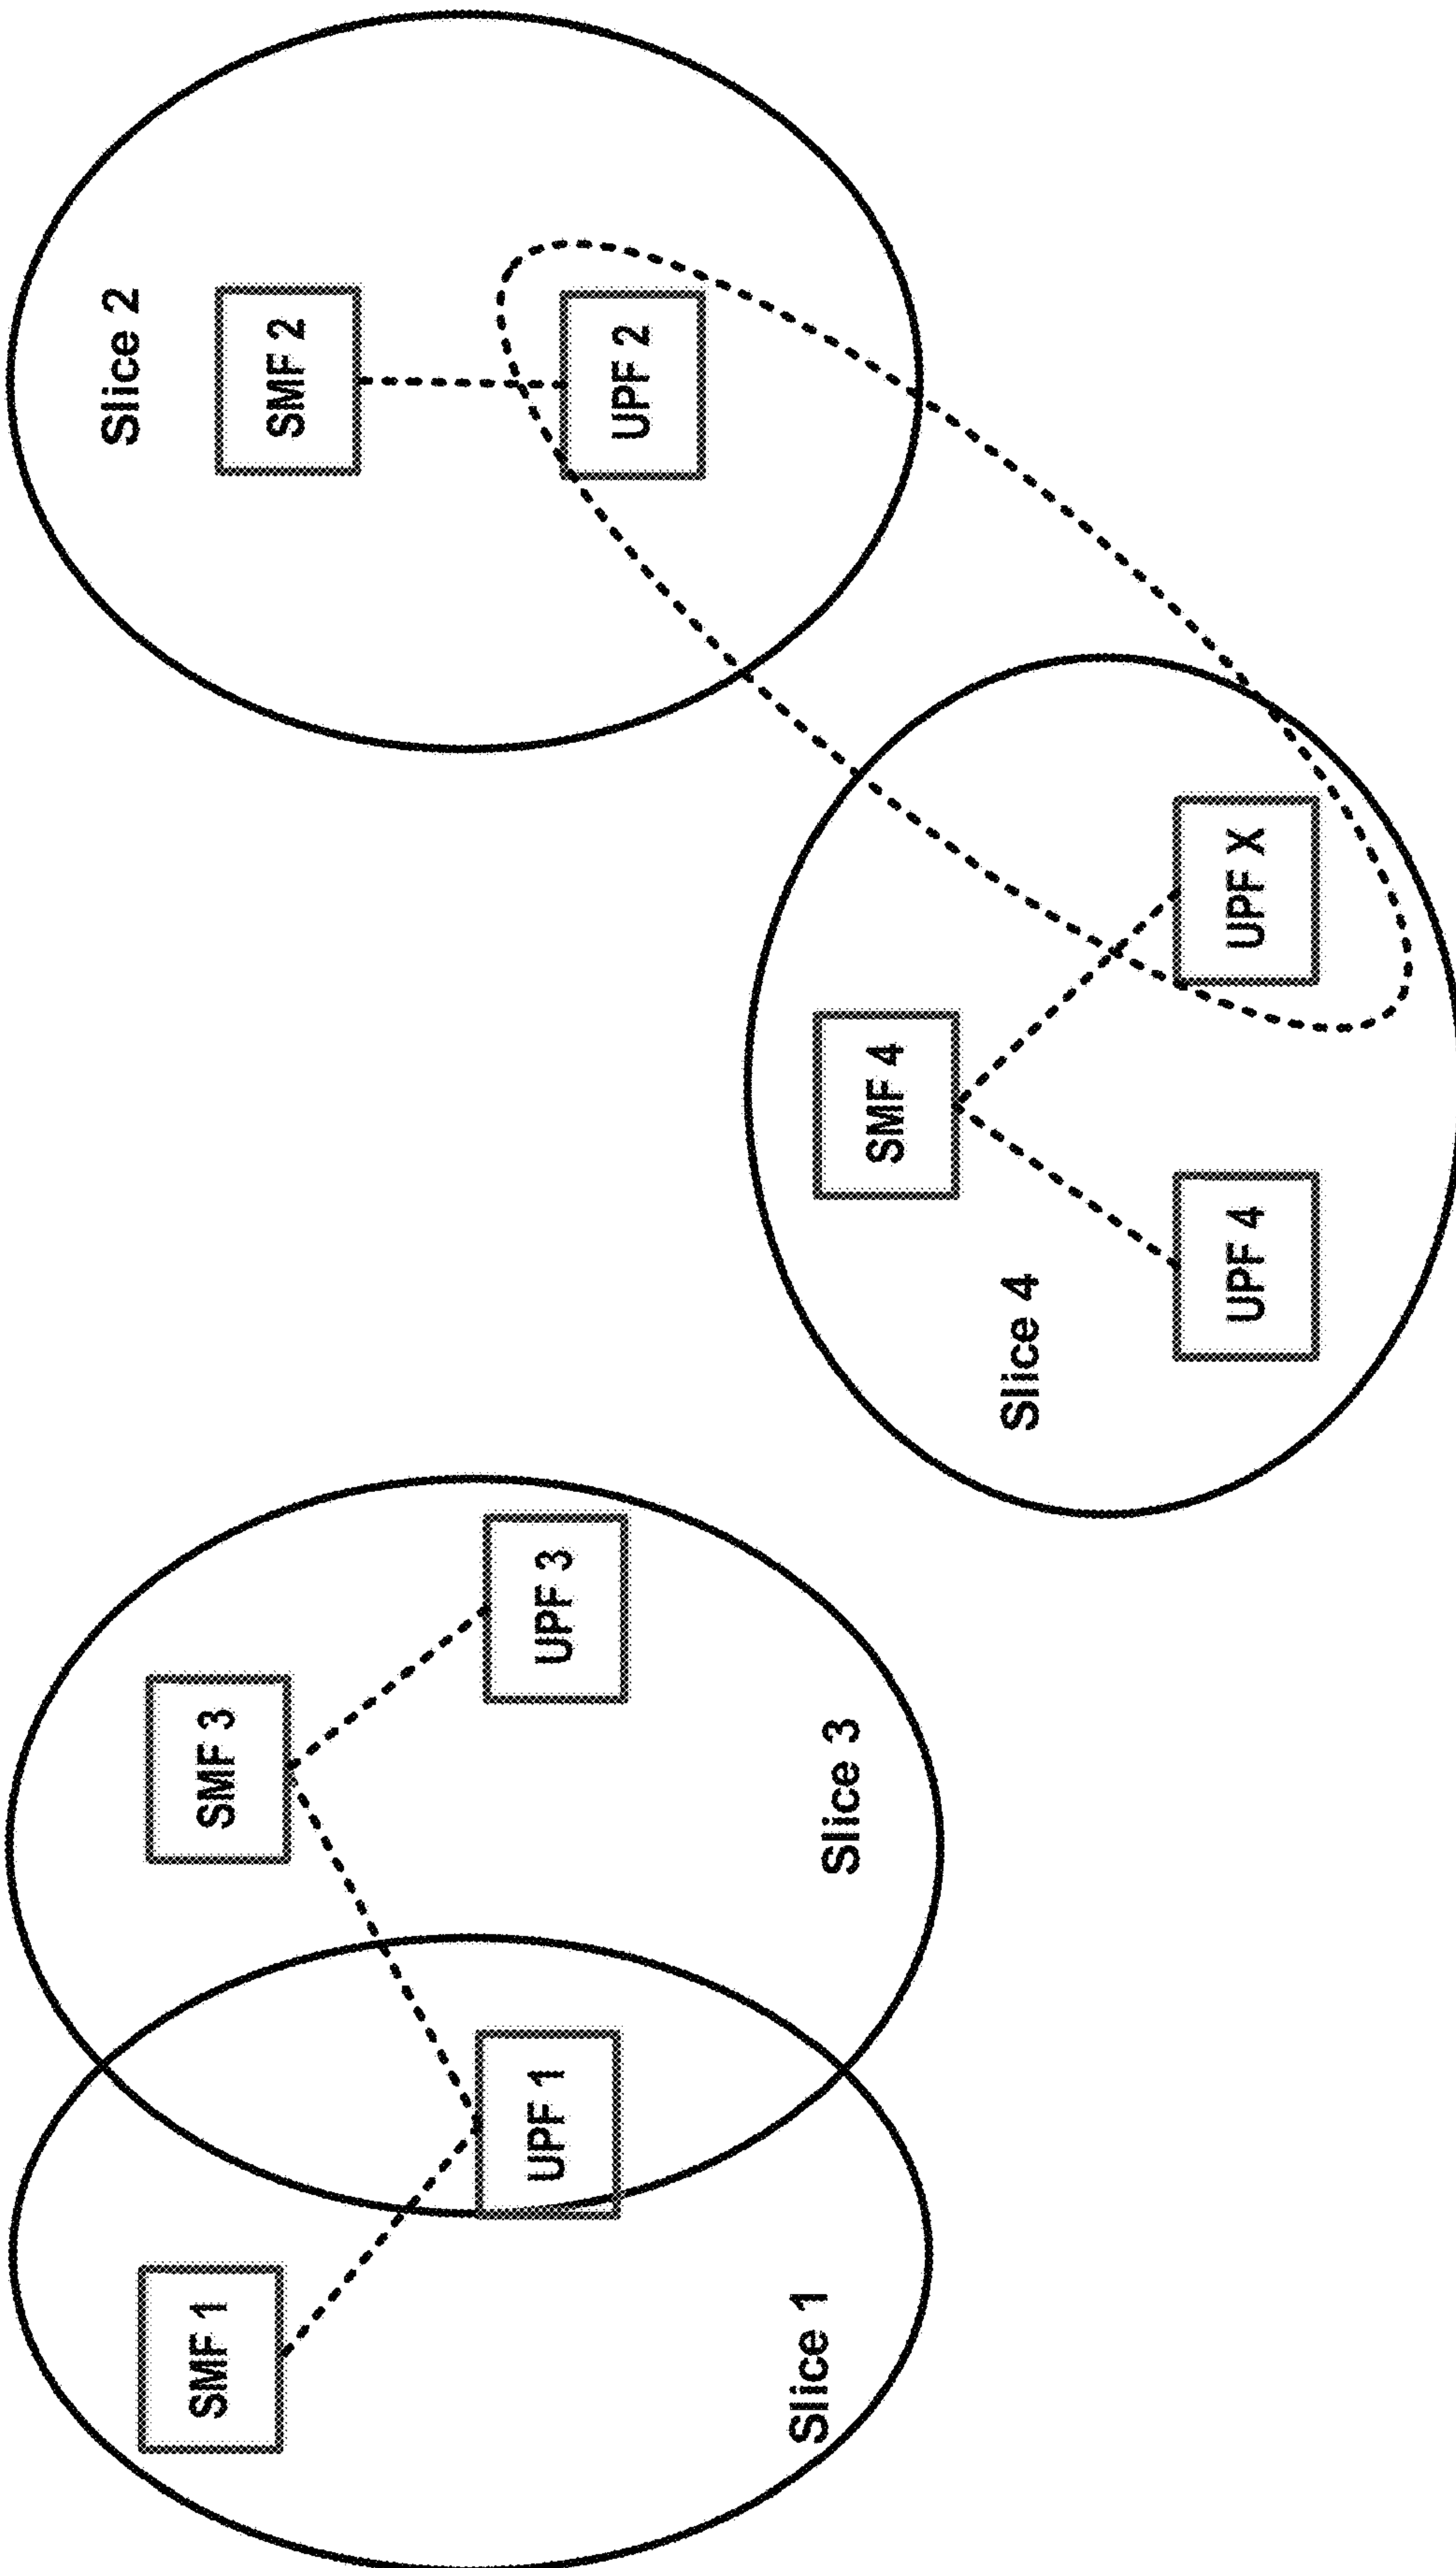 Slice 1
SMF 1
UPF 1
Slice 3
SMF 3
UPF 3
Slice 4
SMF 4
UPF 4
UPF X
Slice 2
SMF 2
UPF 2